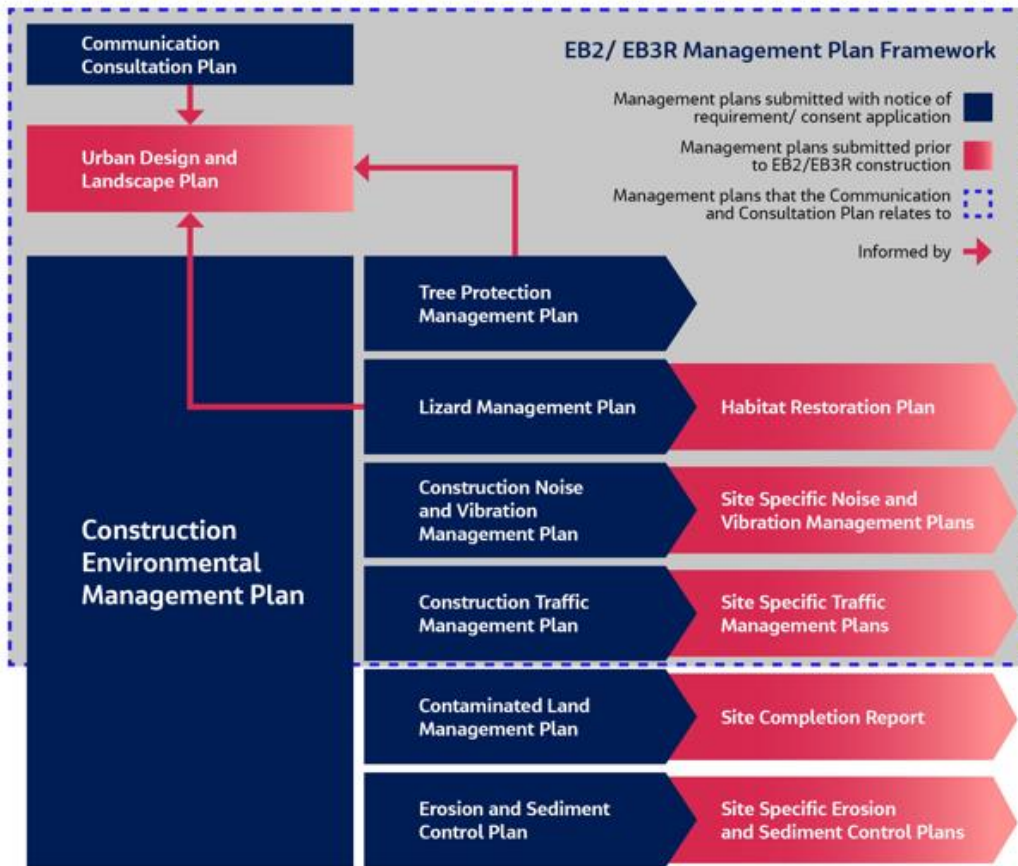 Communication
Consultation Plan
EB2/ EB3R Management Plan Framework
Management plans submitted with notice of
requirement/ consent application
Management plans submitted prior
to EB2/EB3R construction
Management plans that the Communication
and Consultation Plan relates to
Informed by
Urban Design and
Landscape Plan
Construction
Environmental
Management Plan
Tree Protection
Management Plan
Lizard Management Plan
Habitat Restoration Plan
Construction Noise
and Vibration
Management Plan
Site Specific Noise and
Vibration Management Plans
Construction Traffic
Management Plan
Site Specific Traffic
Management Plans
Contaminated Land
Management Plan
Site Completion Report
Erosion and Sediment
Control Plan
Site Specific Erosion
and Sediment Control Plans